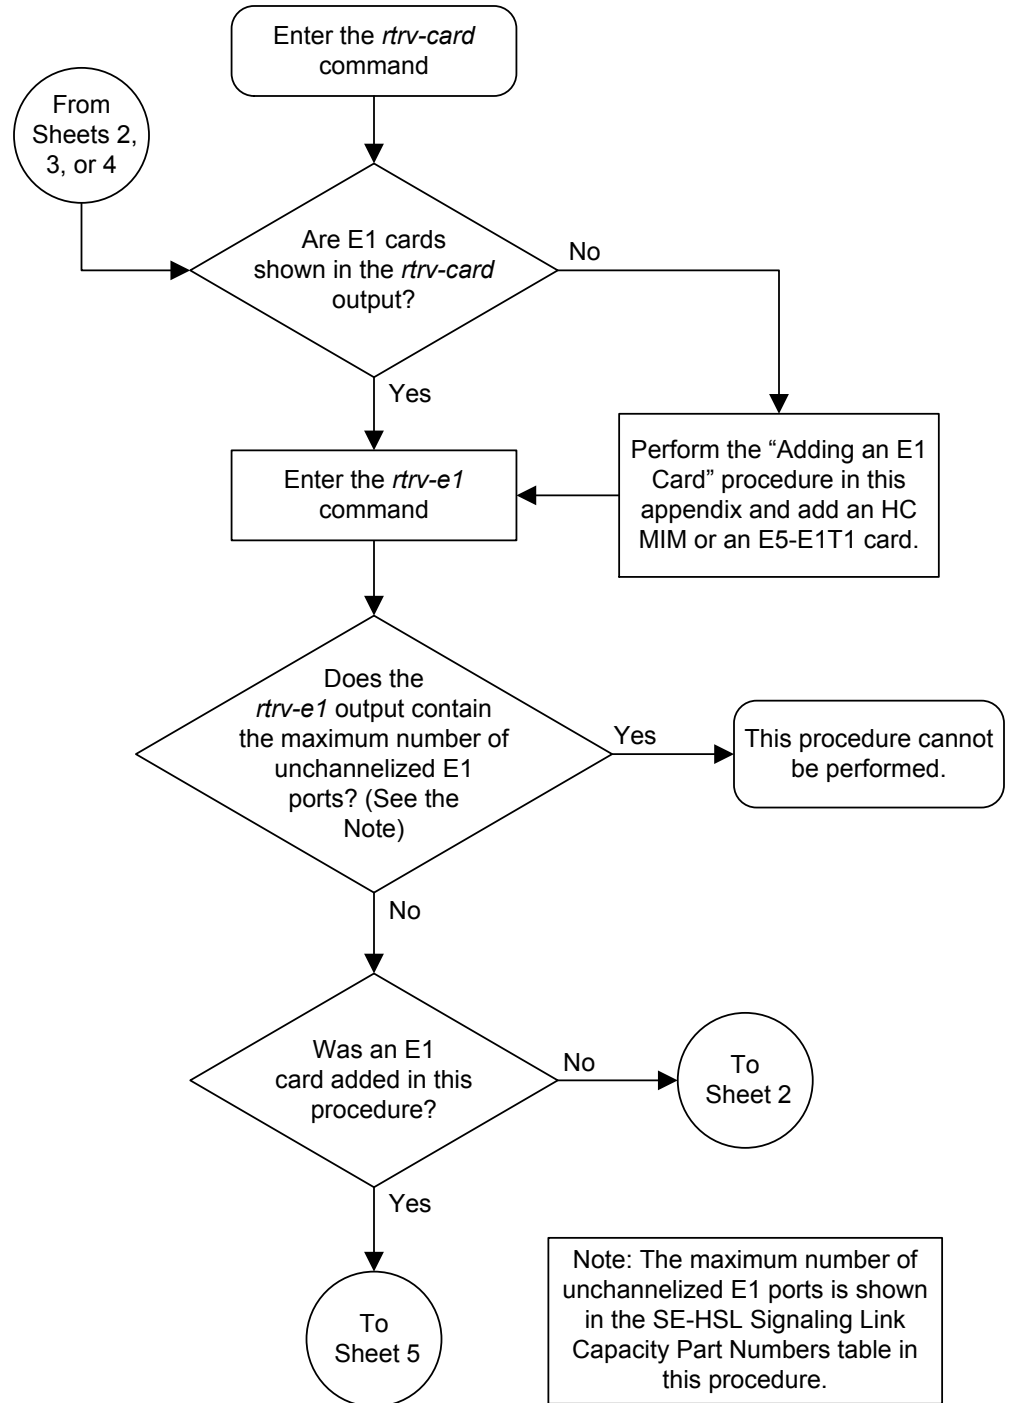 Enter the rtrv-card
command
From
Sheets 2,
3, or 4
Are E1 cards
shown in the rtrv-card
output?
No
Yes
Enter the rtrv-e1
command
Perform the “Adding an E1
Card” procedure in this
appendix and add an HC
MIM or an E5-E1T1 card.
Does the
rtrv-e1 output contain
the maximum number of
unchannelized E1
ports? (See the
Note)
Yes
This procedure cannot
be performed.
No
Was an E1
card added in this
procedure?
No
To
Sheet 2
Yes
To
Sheet 5
Note: The maximum number of
unchannelized E1 ports is shown
in the SE-HSL Signaling Link
Capacity Part Numbers table in
this procedure.